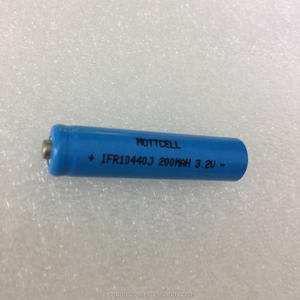 MOTTCELL
+ IFR10440J 200MAH 3.2V -